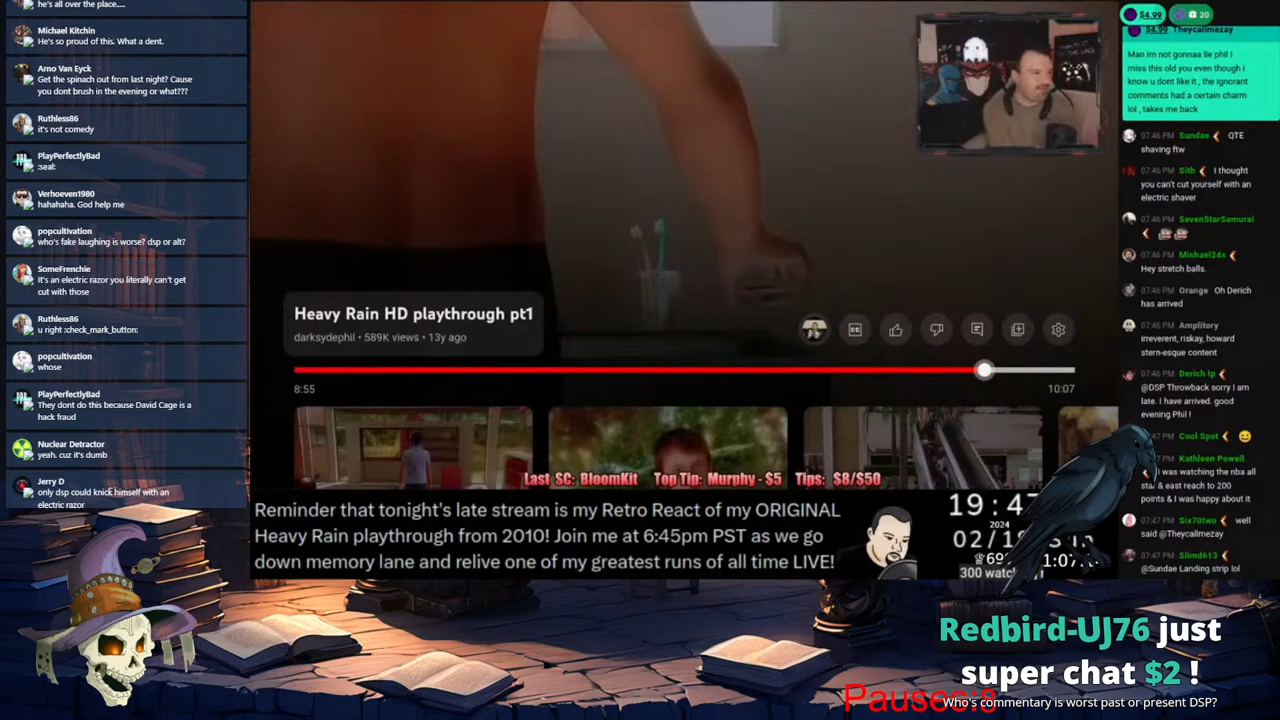 he's all over the place....
Michael Kitchin
He's so proud of this. What a dent.
Arno Van Eyck
Get the spinach out from last night? Cause
you dont brush in the evening or what???
Ruthless86
it's not comedy
PlayPerfectlyBad
:seal:
Verhoeven1980
hahahaha. God help me
popcultivation
who's fake laughing is worse? dsp or alt?
SomeFrenchie
it's an electric razor you literally can't get
cut with those
Ruthless86
u right :check_mark_button:
popcultivation
whose
PlayPerfectlyBad
They dont do this because David Cage is a
hack fraud
Nuclear Detractor
yeah. cuz it's dumb
Jerry D
only dsp could knick himself with an
electric razor
Heavy Rain HD playthrough pt1
darksydephil • 589K views • 13y ago
8:55
10:07
Last SC: BloomKit Top Tip: Murphy - $5 Tips: $8/$50
Reminder that tonight's late stream is my Retro React of my ORIGINAL
Heavy Rain playthrough from 2010! Join me at 6:45pm PST as we go
down memory lane and relive one of my greatest runs of all time LIVE!
19:47
2024
300
$4.99
20
$4.99 Theycallmezay
Man im not gonnaa lie phil I
miss this old you even though i
know u dont like it , the ignorant
comments had a certain charm
lol , takes me back
07:46 PM Sundae QTE
shaving ftw
07:46 PM Sith I thought
you can't cut yourself with an
electric shaver
07:46 PM SevenStarSamurai
07:46 PM Mishael24s
Hey stretch balls.
07:46 PM Orange Oh Derich
has arrived
07:46 PM Amplitory
irreverent, riskay, howard
stern-esque content
07:46 PM Derich Ip
@DSP Throwback sorry I am
late. I have arrived. good
evening Phil !
07:47 PM Cool Spot
Kathleen Powell
I was watching the nba all
star & east reach to 200
points & I was happy about it
07:47 PM Six70two well
said @Theycallmezay
07:47 PM Slimd613
@Sundae Landing strip lol
Redbird-UJ76 just
super chat $2 !
Who's commentary is worst past or present DSP?